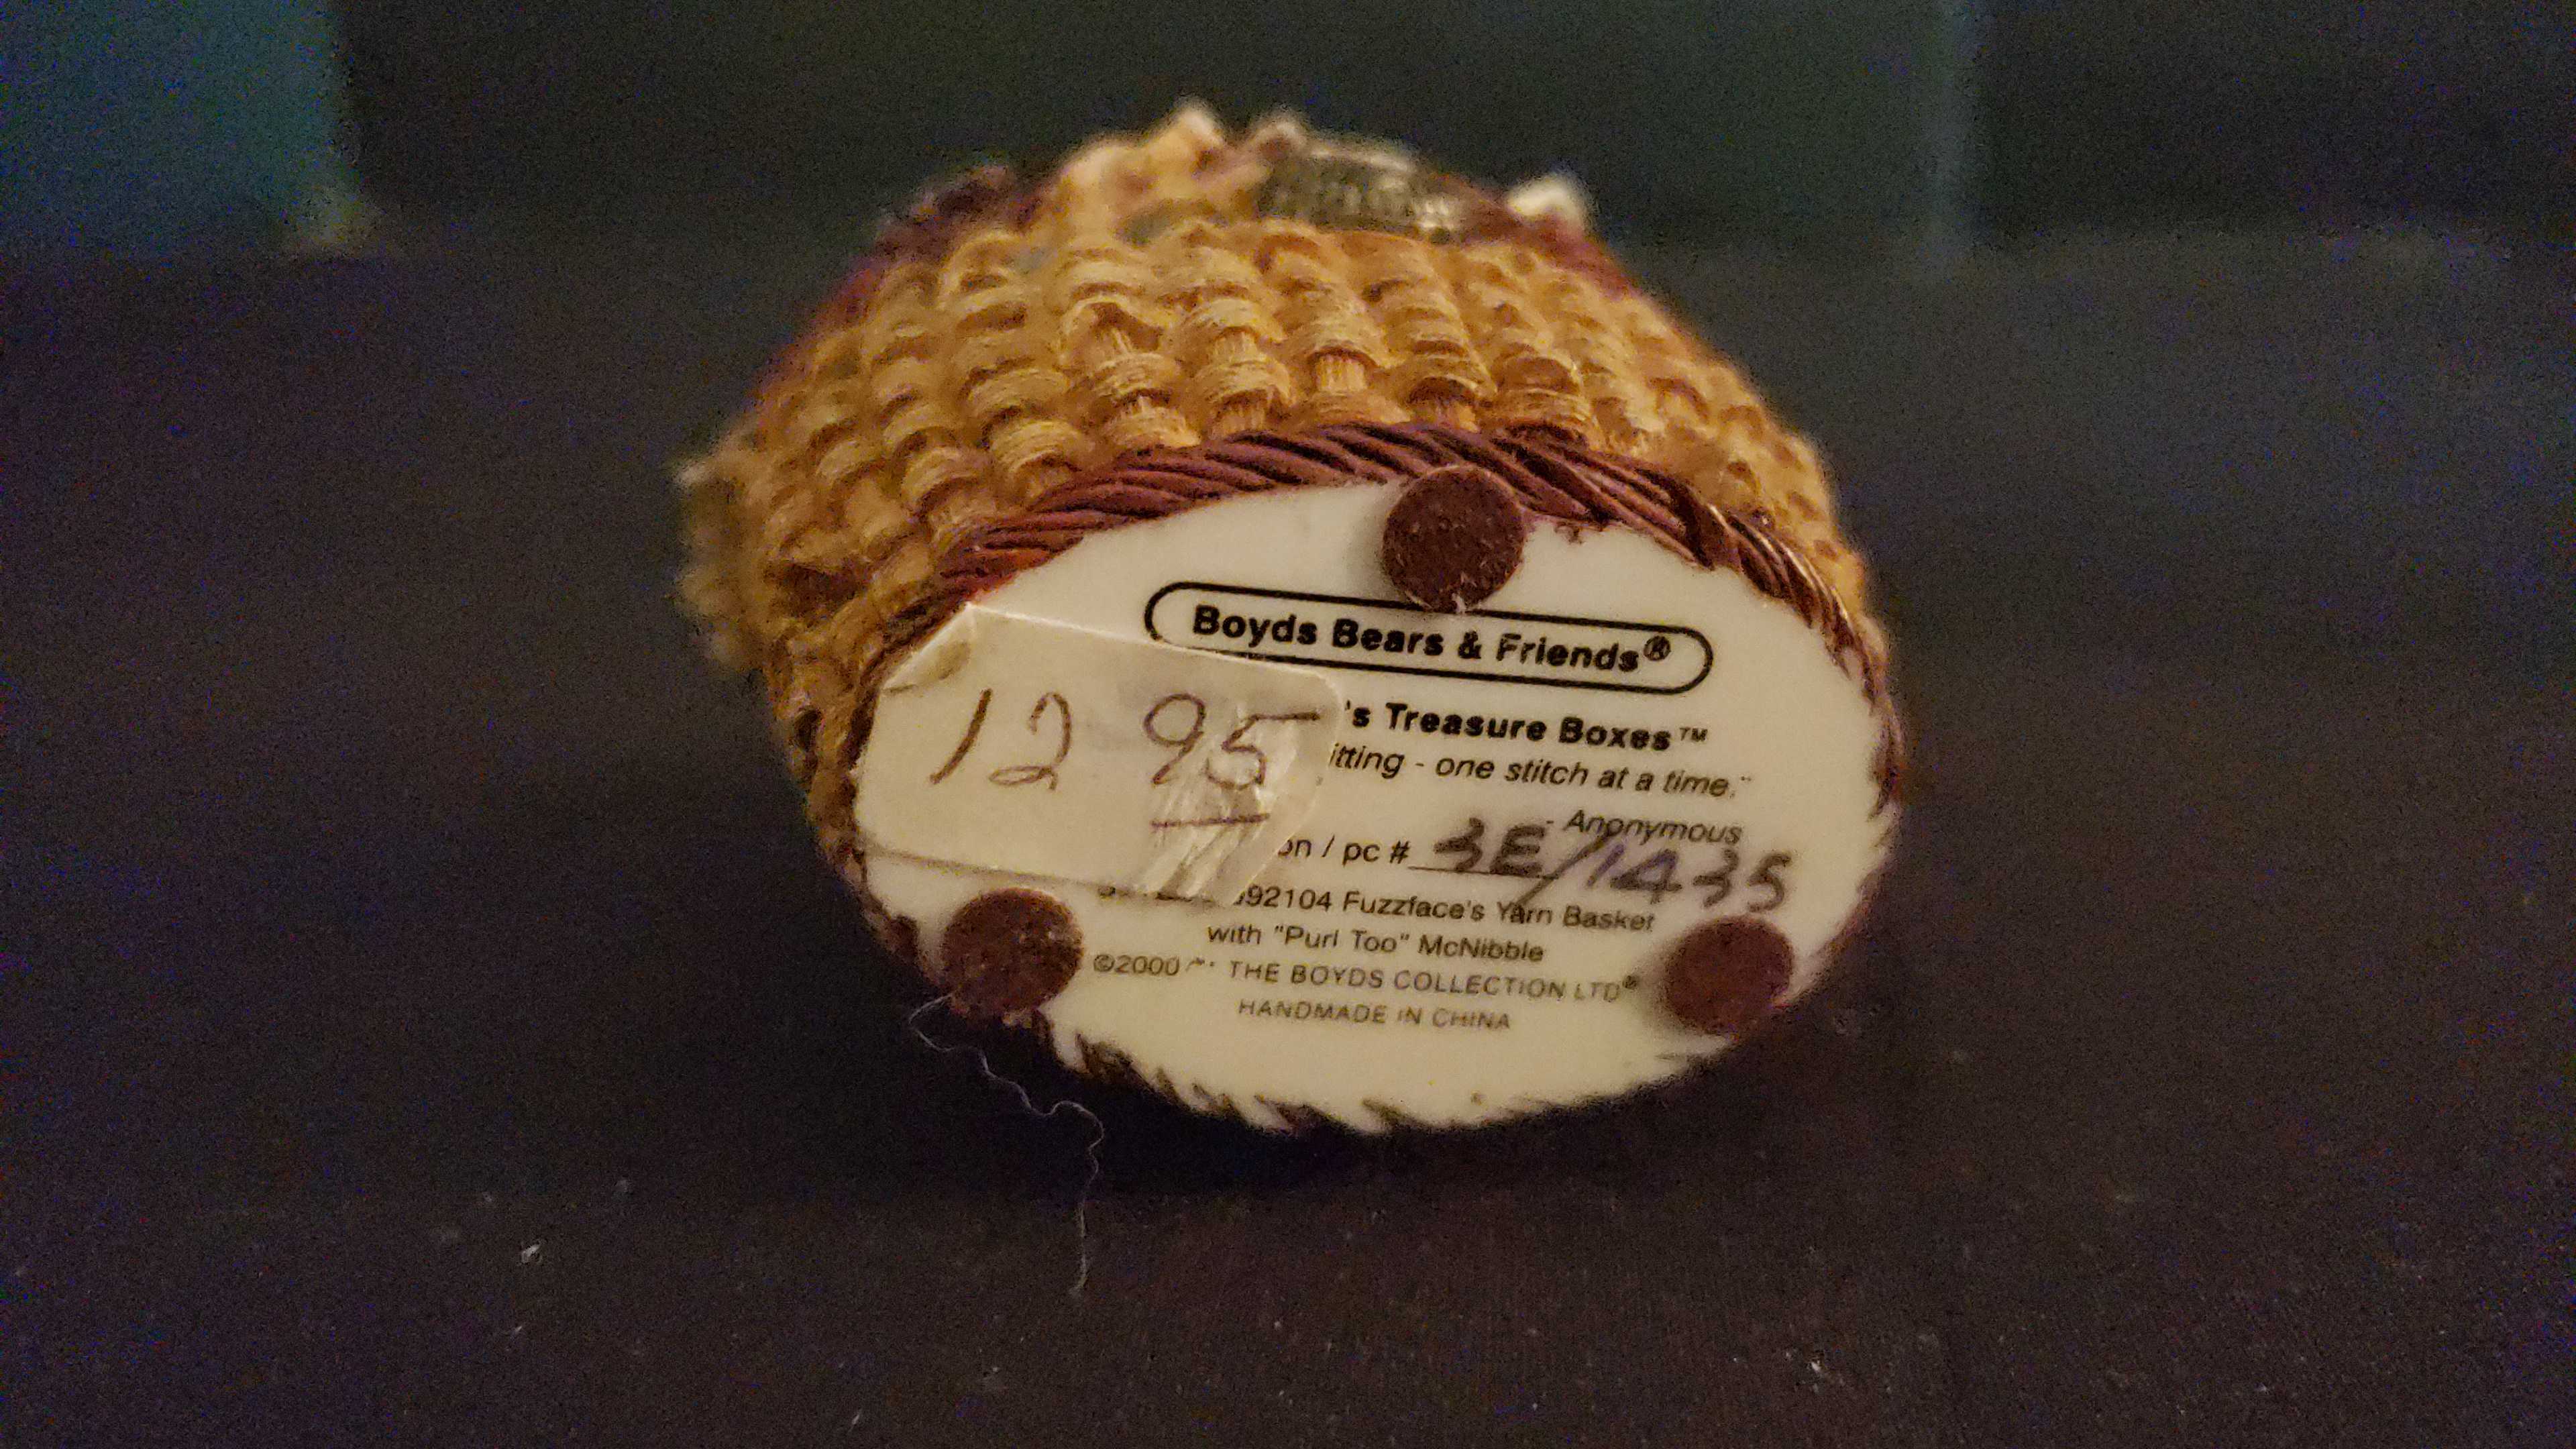 Boyds Bears & Friends®
's Treasure Boxes™
12 95
itting - one stitch at a time."
- Anonymous
on / pc # 3E/1435
92104 Fuzzface's Yarn Basket
with "Purl Too" McNibble
©2000 THE BOYDS COLLECTION LTD®
HANDMADE IN CHINA